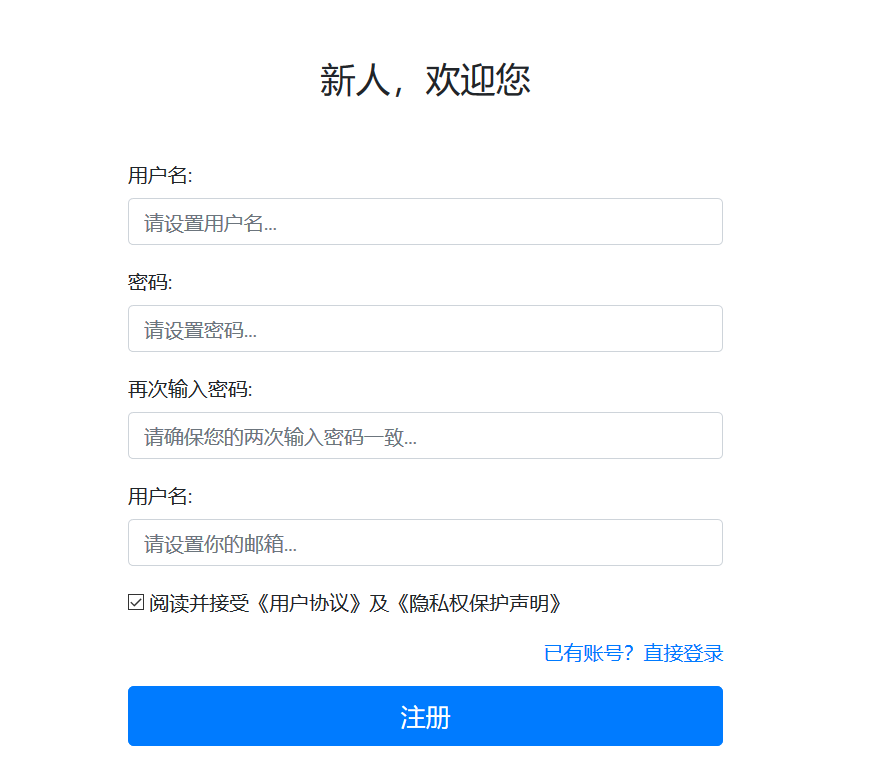 新人，欢迎您
用户名:
请设置用户名...
密码:
请设置密码...
再次输入密码:
请确保您的两次输入密码一致...
用户名:
请设置你的邮箱...
阅读并接受《用户协议》及《隐私权保护声明》
已有账号？直接登录
注册